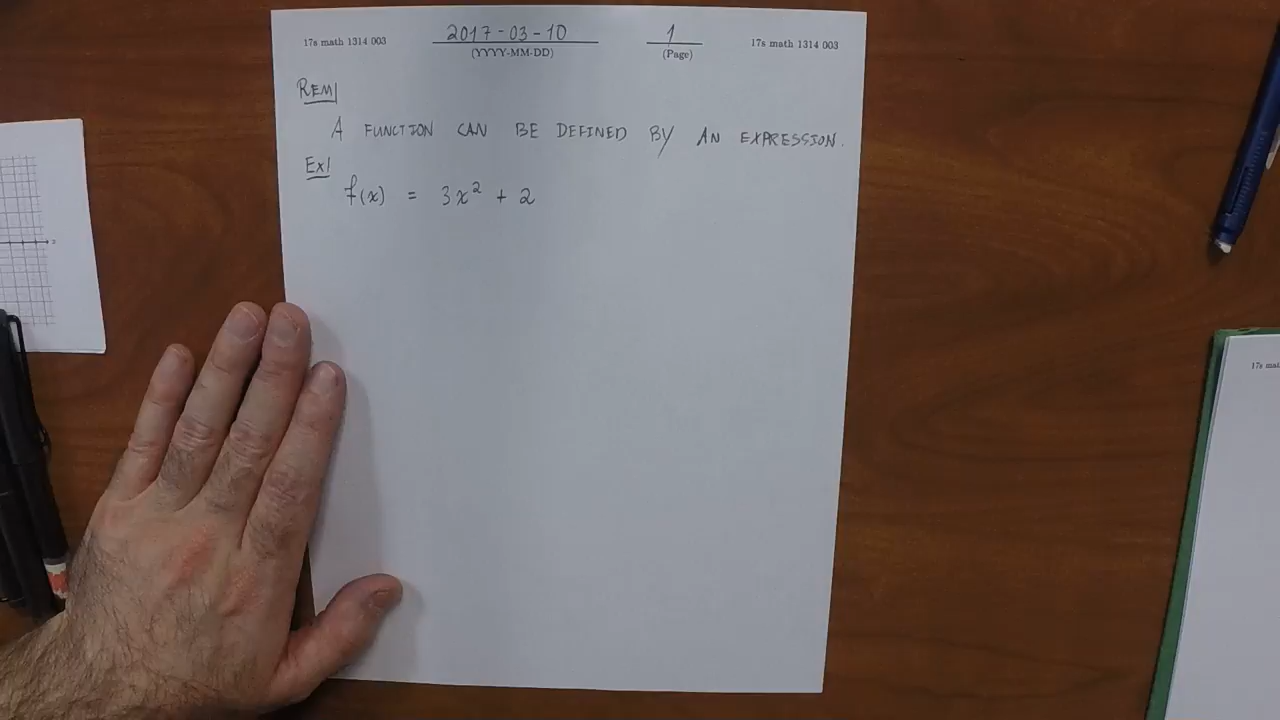 17s math 1314 003 2017-03-10 1 17s math 1314 003
(YYYY-MM-DD) (Page)
REM
A FUNCTION CAN BE DEFINED BY AN EXPRESSION.
EX
f(x) = 3x² + 2